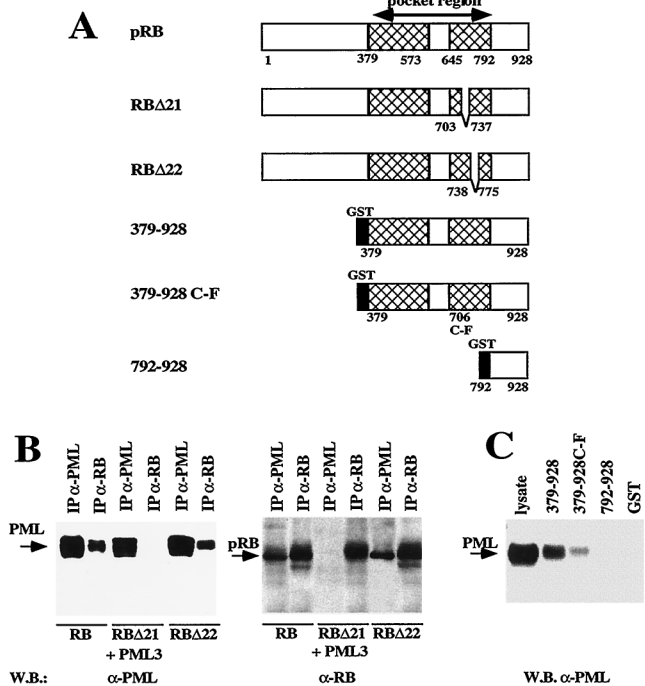 pocket region
A
pRB
1 379 573 645 792 928
RBΔ21
703 737
RBΔ22
738 775
GST
379-928
379 928
GST
379-928 C-F
379 706 928
C-F
GST
792-928
792 928
B
IP α-PML IP α-RB IP α-PML IP α-RB IP α-PML IP α-RB
PML
RB RBΔ21 RBΔ22
+ PML3
W.B.: α-PML
IP α-PML IP α-RB IP α-PML IP α-RB IP α-PML IP α-RB
pRB
RB RBΔ21 RBΔ22
+ PML3
α-RB
C
lysate 379-928 379-928C-F 792-928 GST
PML
W.B. α-PML